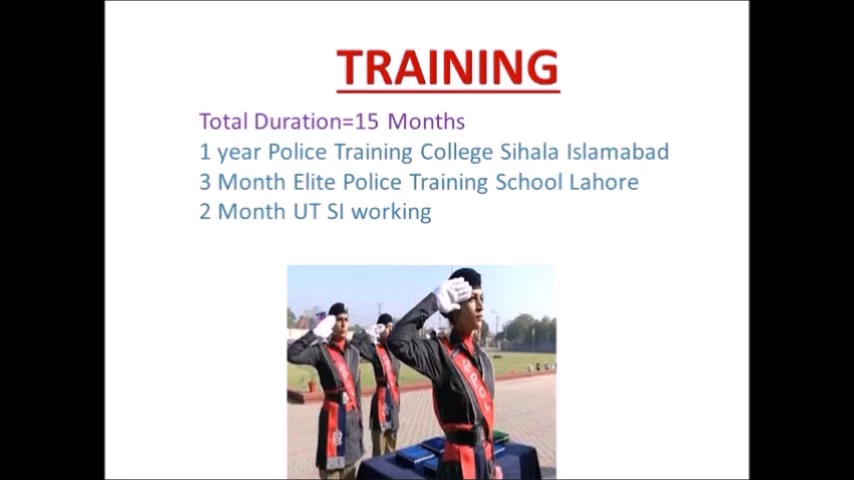 TRAINING
Total Duration=15 Months
1 year Police Training College Sihala Islamabad
3 Month Elite Police Training School Lahore
2 Month UT SI working